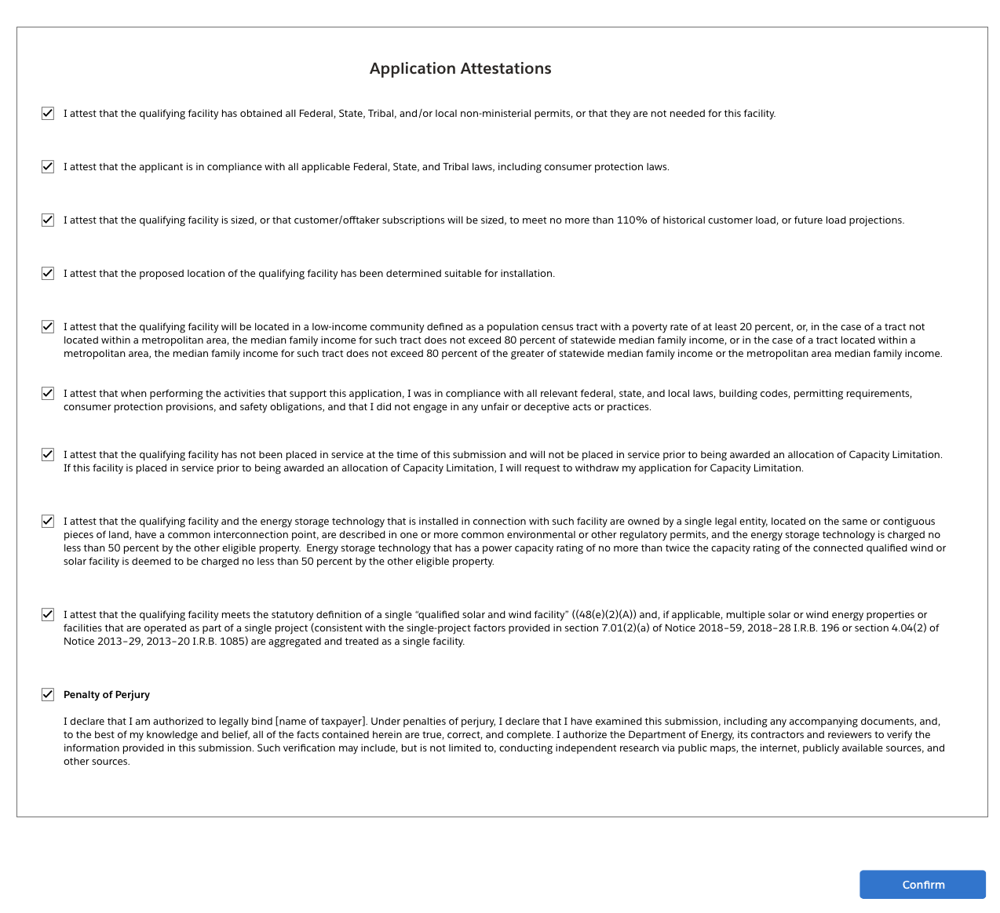 Application Attestations
I attest that the qualifying facility has obtained all Federal, State, Tribal, and/or local non-ministerial permits, or that they are not needed for this facility.
I attest that the applicant is in compliance with all applicable Federal, State, and Tribal laws, including consumer protection laws.
I attest that the qualifying facility is sized, or that customer/offtaker subscriptions will be sized, to meet no more than 110% of historical customer load, or future load projections.
I attest that the proposed location of the qualifying facility has been determined suitable for installation.
I attest that the qualifying facility will be located in a low-income community defined as a population census tract with a poverty rate of at least 20 percent, or, in the case of a tract not
located within a metropolitan area, the median family income for such tract does not exceed 80 percent of statewide median family income, or in the case of a tract located within a
metropolitan area, the median family income for such tract does not exceed 80 percent of the greater of statewide median family income or the metropolitan area median family income.
I attest that when performing the activities that support this application, I was in compliance with all relevant federal, state, and local laws, building codes, permitting requirements,
consumer protection provisions, and safety obligations, and that I did not engage in any unfair or deceptive acts or practices.
I attest that the qualifying facility has not been placed in service at the time of this submission and will not be placed in service prior to being awarded an allocation of Capacity Limitation.
If this facility is placed in service prior to being awarded an allocation of Capacity Limitation, I will request to withdraw my application for Capacity Limitation.
I attest that the qualifying facility and the energy storage technology that is installed in connection with such facility are owned by a single legal entity, located on the same or contiguous
pieces of land, have a common interconnection point, are described in one or more common environmental or other regulatory permits, and the energy storage technology is charged no
less than 50 percent by the other eligible property.  Energy storage technology that has a power capacity rating of no more than twice the capacity rating of the connected qualified wind or
solar facility is deemed to be charged no less than 50 percent by the other eligible property.
I attest that the qualifying facility meets the statutory definition of a single “qualified solar and wind facility” ((48(e)(2)(A)) and, if applicable, multiple solar or wind energy properties or
facilities that are operated as part of a single project (consistent with the single-project factors provided in section 7.01(2)(a) of Notice 2018–59, 2018–28 I.R.B. 196 or section 4.04(2) of
Notice 2013–29, 2013–20 I.R.B. 1085) are aggregated and treated as a single facility.
Penalty of Perjury
I declare that I am authorized to legally bind [name of taxpayer]. Under penalties of perjury, I declare that I have examined this submission, including any accompanying documents, and,
to the best of my knowledge and belief, all of the facts contained herein are true, correct, and complete. I authorize the Department of Energy, its contractors and reviewers to verify the
information provided in this submission. Such verification may include, but is not limited to, conducting independent research via public maps, the internet, publicly available sources, and
other sources.
Confirm